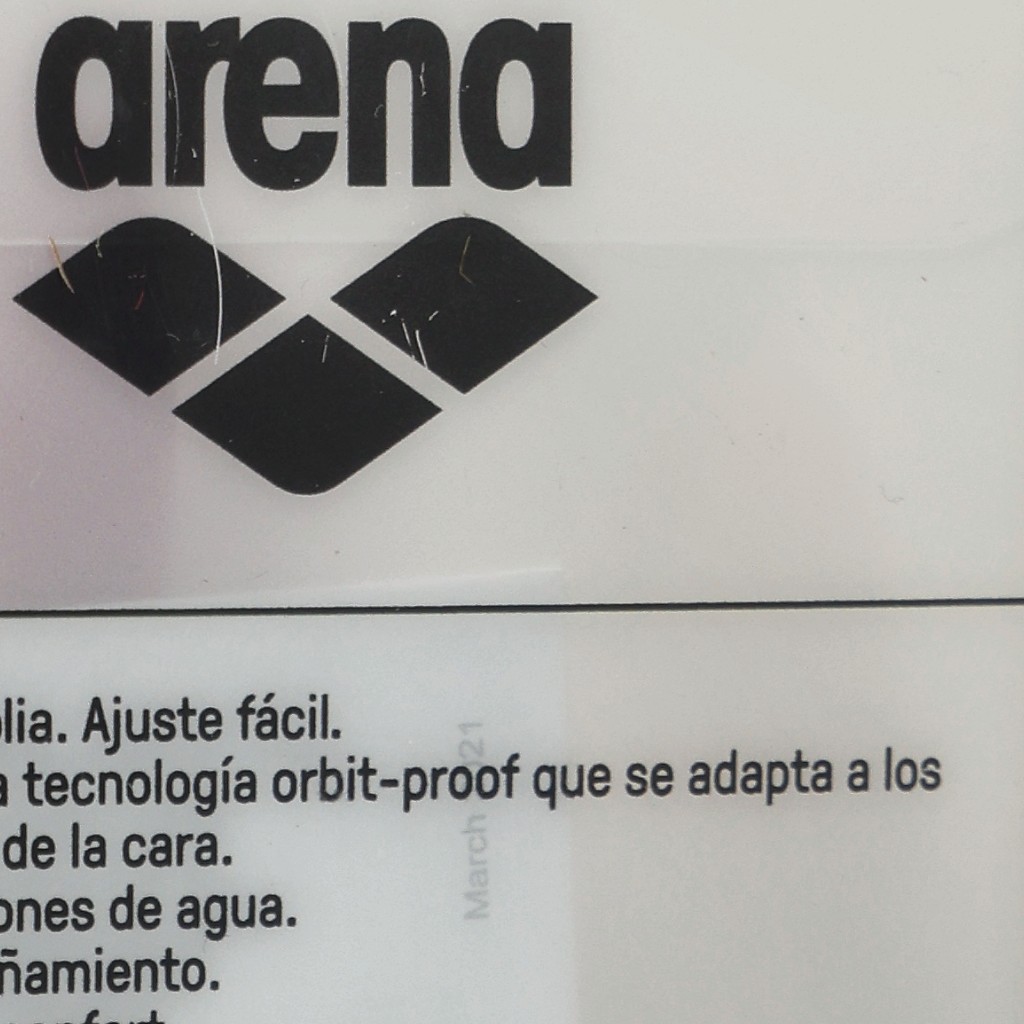 arena
lia. Ajuste fácil.
a tecnología orbit-proof que se adapta a los
de la cara.
ones de agua.
ñamiento.
March 21